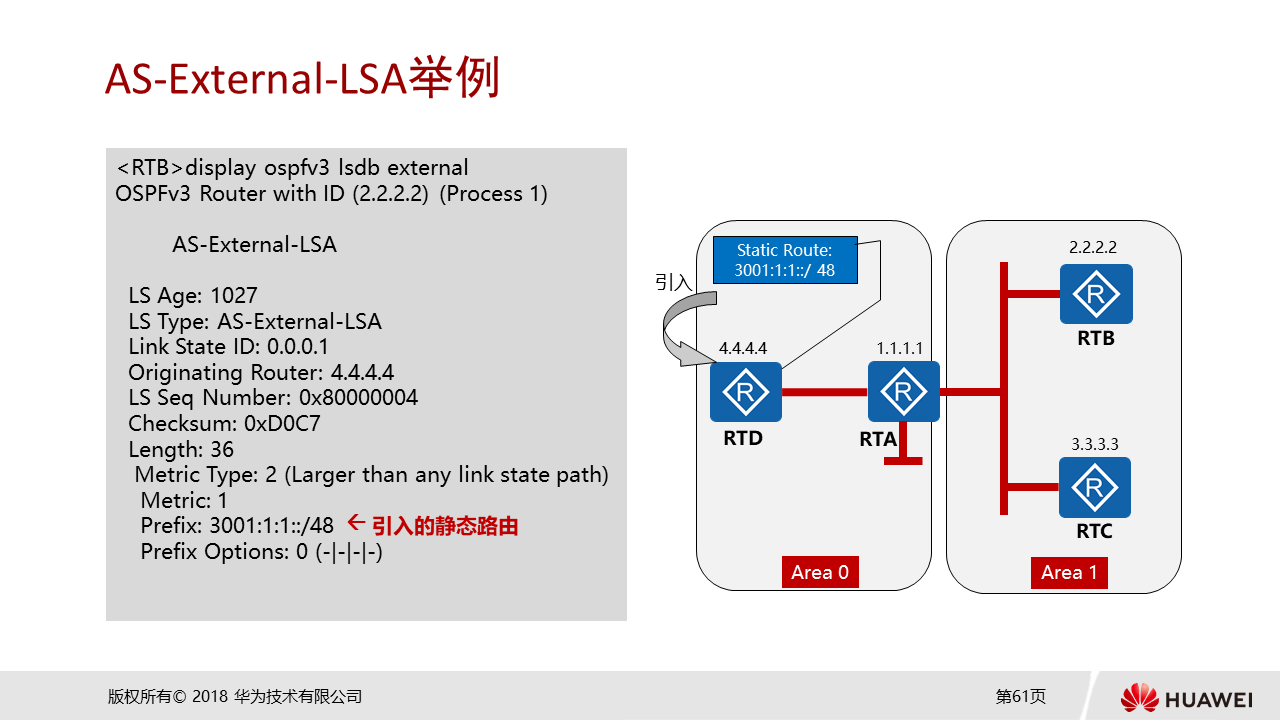 AS-External-LSA举例
<RTB>display ospfv3 lsdb external
OSPFv3 Router with ID (2.2.2.2) (Process 1)
AS-External-LSA
LS Age: 1027
LS Type: AS-External-LSA
Link State ID: 0.0.0.1
Originating Router: 4.4.4.4
LS Seq Number: 0x80000004
Checksum: 0xD0C7
Length: 36
Metric Type: 2 (Larger than any link state path)
Metric: 1
Prefix: 3001:1:1::/48 ← 引入的静态路由
Prefix Options: 0 (-|-|-|-)
Static Route:
3001:1:1::/ 48
引入
4.4.4.4
R
RTD
1.1.1.1
R
RTA
Area 0
2.2.2.2
R
RTB
3.3.3.3
R
RTC
Area 1
版权所有© 2018 华为技术有限公司
第61页
HUAWEI